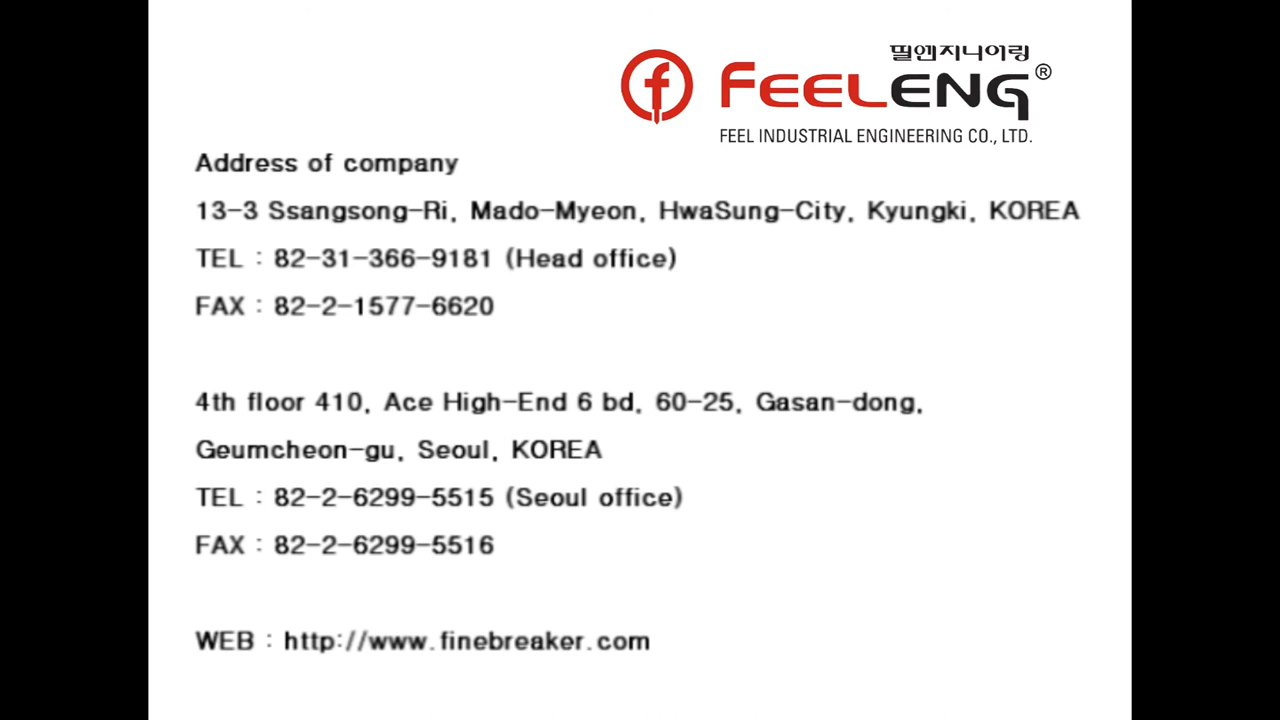 필엔지니어링
f FEELENG®
FEEL INDUSTRIAL ENGINEERING CO., LTD.
Address of company
13-3 Ssangsong-Ri, Mado-Myeon, HwaSung-City, Kyungki, KOREA
TEL : 82-31-366-9181 (Head office)
FAX : 82-2-1577-6620
4th floor 410, Ace High-End 6 bd, 60-25, Gasan-dong,
Geumcheon-gu, Seoul, KOREA
TEL : 82-2-6299-5515 (Seoul office)
FAX : 82-2-6299-5516
WEB : http://www.finebreaker.com